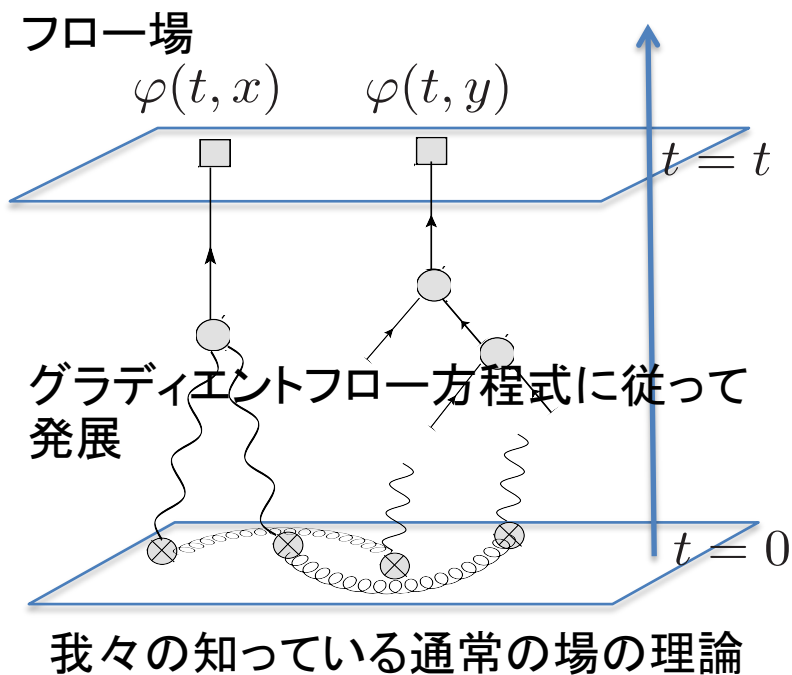 フロー場
φ(t, x) φ(t, y)
t = t
グラディエントフロー方程式に従って
発展
t = 0
我々の知っている通常の場の理論